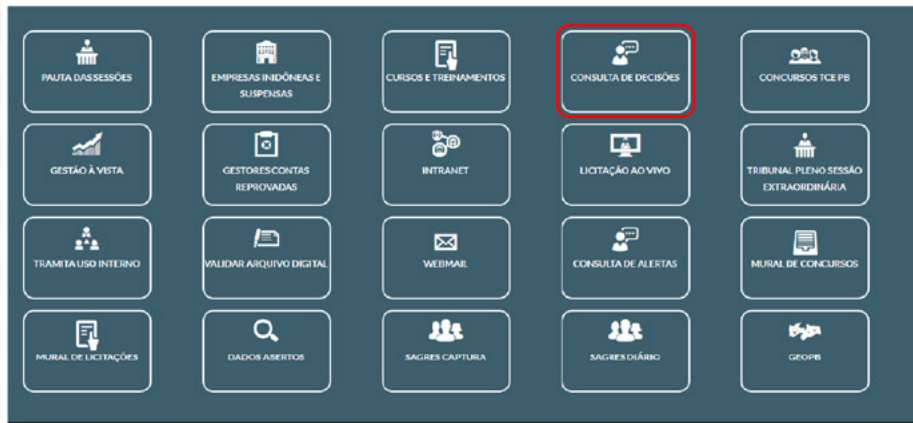 PAUTA DAS SESSÕES
EMPRESAS INIDÔNEAS E
SUSPENSAS
CURSOS E TREINAMENTOS
CONSULTA DE DECISÕES
CONCURSOS TCE PB
GESTÃO À VISTA
GESTORES CONTAS
REPROVADAS
INTRANET
LICITAÇÃO AO VIVO
TRIBUNAL PLENO SESSÃO
EXTRAORDINÁRIA
TRAMITA USO INTERNO
VALIDAR ARQUIVO DIGITAL
WEBMAIL
CONSULTA DE ALERTAS
MURAL DE CONCURSOS
MURAL DE LICITAÇÕES
DADOS ABERTOS
SAGRES CAPTURA
SAGRES DIÁRIO
GEOPB